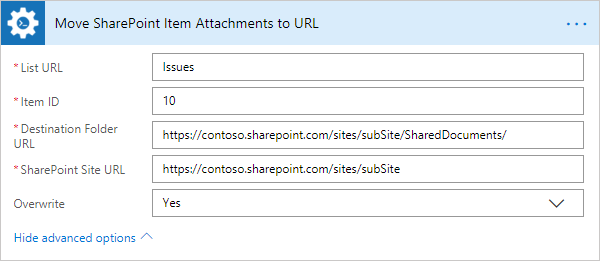 Move SharePoint Item Attachments to URL
* List URL
Issues
* Item ID
10
* Destination Folder
URL
https://contoso.sharepoint.com/sites/subSite/SharedDocuments/
* SharePoint Site URL
https://contoso.sharepoint.com/sites/subSite
Overwrite
Yes
Hide advanced options